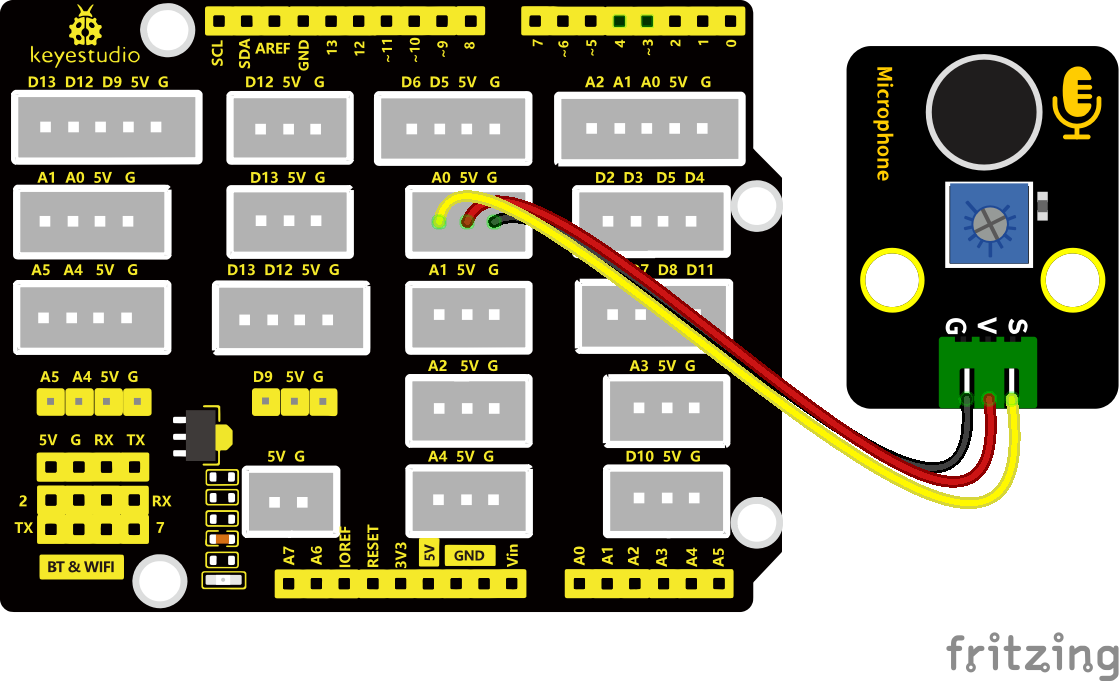 keyestudio
SCL SDA AREF GND 13 12 ~11 ~10 ~9 8
7 ~6 ~5 4 ~3 2 1 0
D13 D12 D9 5V G
D12 5V G
D6 D5 5V G
A2 A1 A0 5V G
A1 A0 5V G
D13 5V G
A0 5V G
D2 D3 D5 D4
A5 A4 5V G
D13 D12 5V G
A1 5V G
D7 D8 D11
A2 5V G
A3 5V G
A5 A4 5V G
D9 5V G
5V G RX TX
2
RX
TX
7
BT & WIFI
5V G
A4 5V G
D10 5V G
A7 A6 IOREF RESET 3V3 5V GND Vin
A0 A1 A2 A3 A4 A5
Microphone
G V S
fritzing